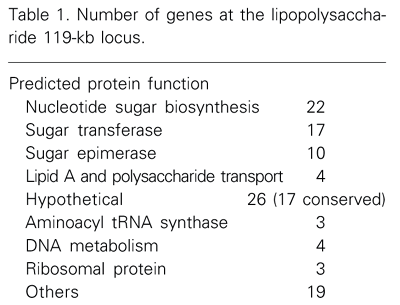 Table 1. Number of genes at the lipopolysaccha-
ride 119-kb locus.
Predicted protein function
Nucleotide sugar biosynthesis 22
Sugar transferase 17
Sugar epimerase 10
Lipid A and polysaccharide transport 4
Hypothetical 26 (17 conserved)
Aminoacyl tRNA synthase 3
DNA metabolism 4
Ribosomal protein 3
Others 19